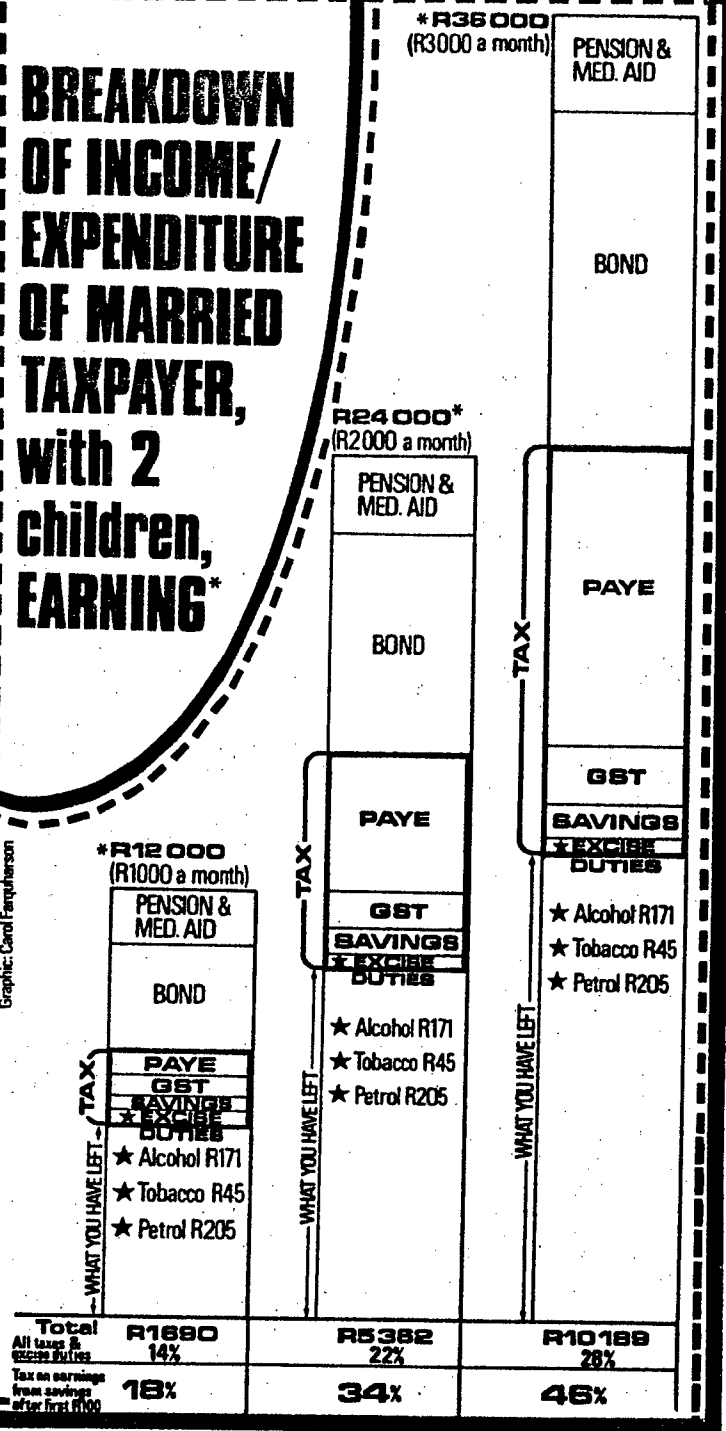 BREAKDOWN
OF INCOME/
EXPENDITURE
OF MARRIED
TAXPAYER,
with 2
children,
EARNING*
Graphic: Carol Farquharson
*R12 000
(R1000 a month)
PENSION &
MED. AID
BOND
TAX
PAYE
GST
SAVINGS
★ EXCISE
DUTIES
★ Alcohol R171
★ Tobacco R45
★ Petrol R205
WHAT YOU HAVE LEFT
R24 000*
(R2000 a month)
PENSION &
MED. AID
BOND
TAX
PAYE
GST
SAVINGS
★ EXCISE
DUTIES
★ Alcohol R171
★ Tobacco R45
★ Petrol R205
WHAT YOU HAVE LEFT
*R36 000
(R3000 a month)
PENSION &
MED. AID
BOND
TAX
PAYE
GST
SAVINGS
★ EXCISE
DUTIES
★ Alcohol R171
★ Tobacco R45
★ Petrol R205
WHAT YOU HAVE LEFT
Total
All taxes &
excise duties
R1690
14%
R5382
22%
R10189
28%
Tax on earnings
from savings
after first R100
18%
34%
46%